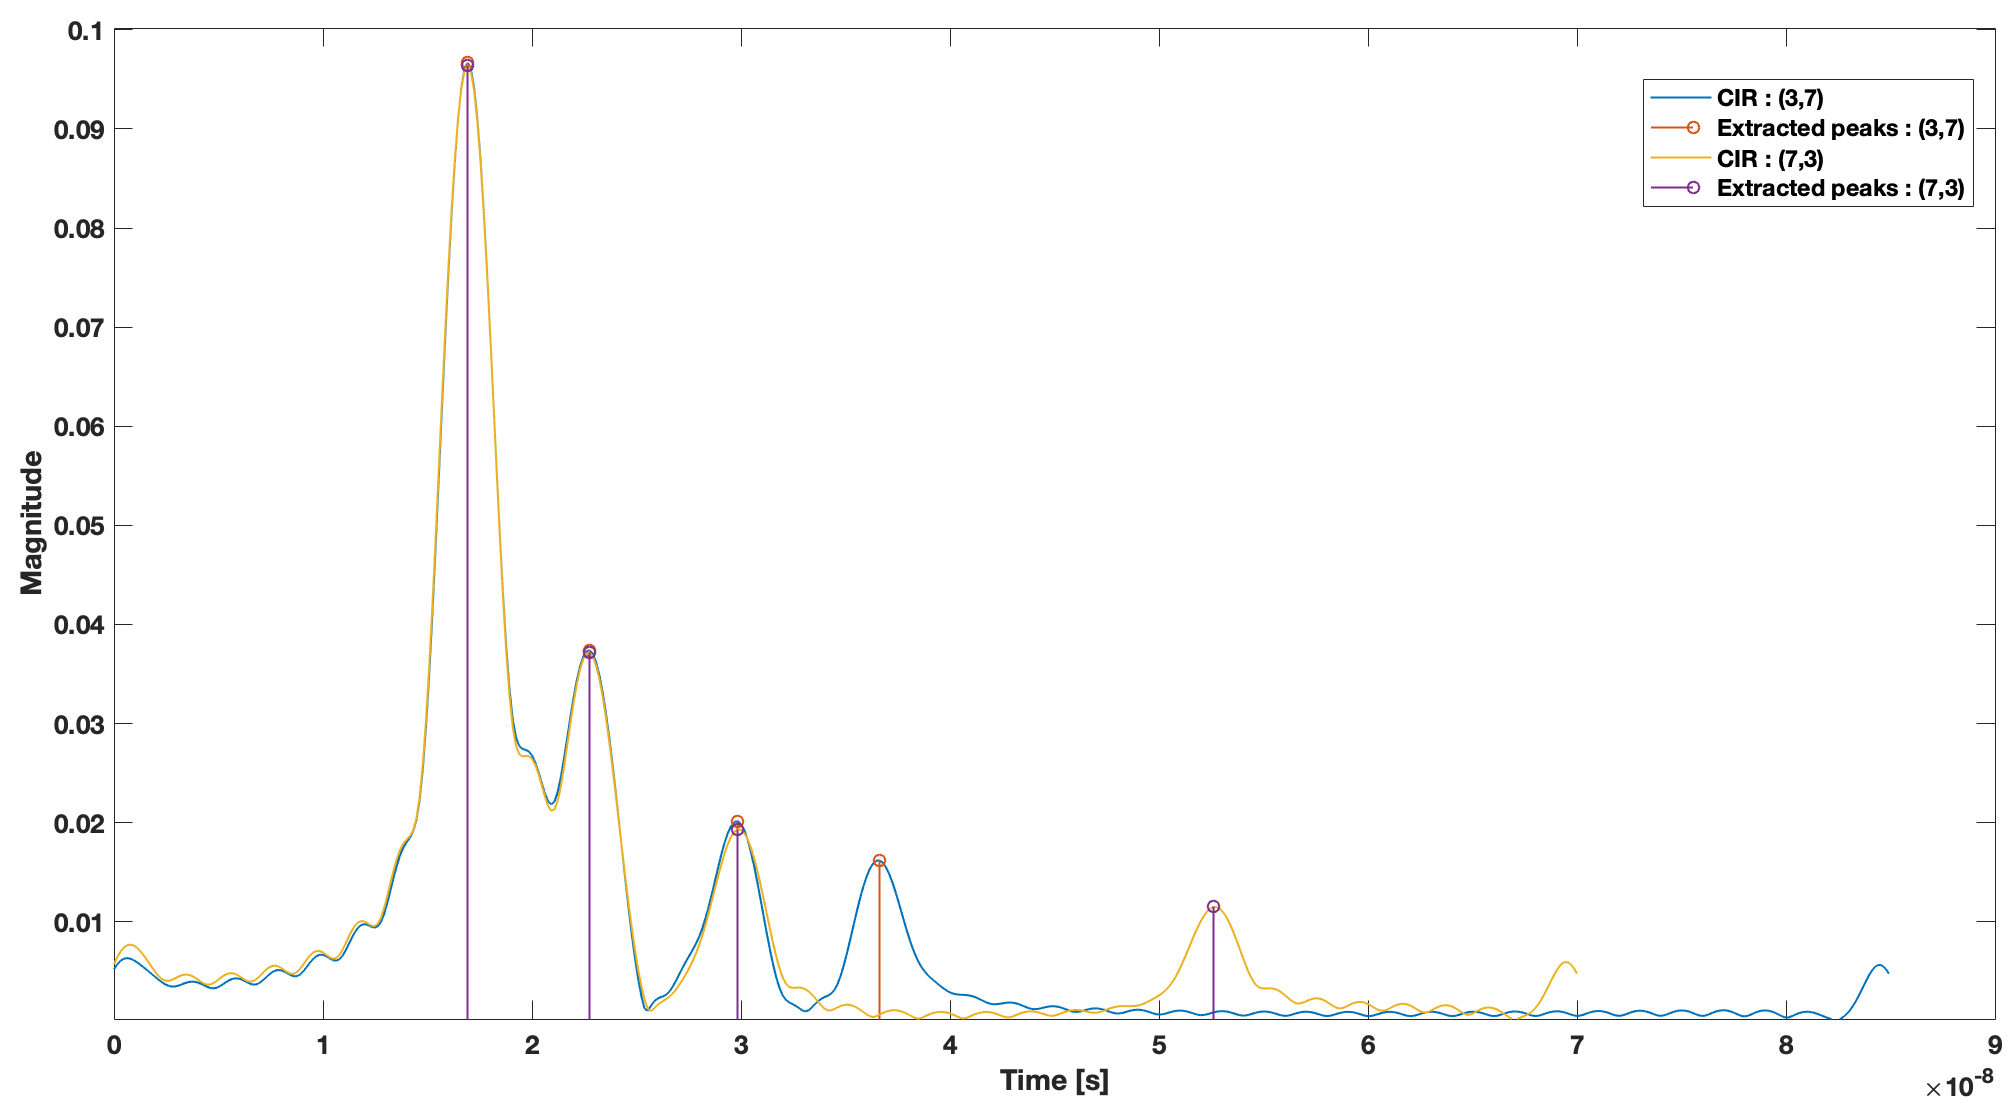 0.1
0.09
0.08
0.07
0.06
0.05
0.04
0.03
0.02
0.01
Magnitude
CIR : (3,7)
Extracted peaks : (3,7)
CIR : (7,3)
Extracted peaks : (7,3)
0 1 2 3 4 5 6 7 8 9
Time [s]
×10-8